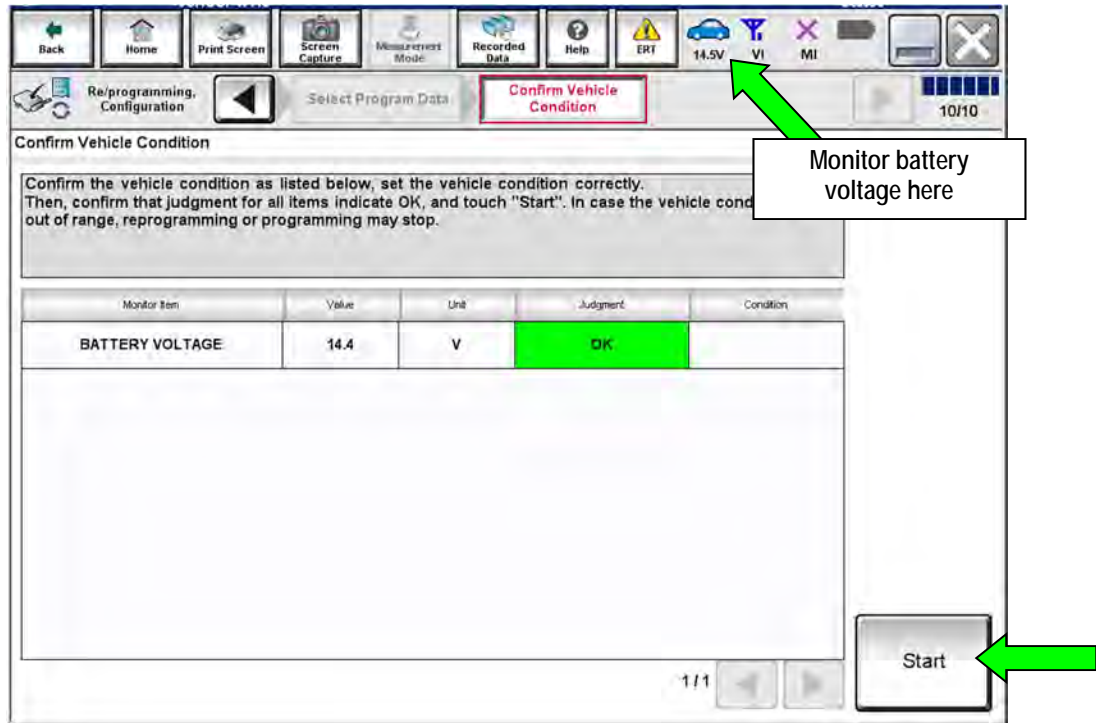 Back
Home
Print Screen
Screen
Capture
Measurement
Mode
Recorded
Data
Help
ERT
14.5V
VI
MI
Re/programming,
Configuration
Select Program Data
Confirm Vehicle
Condition
10/10
Confirm Vehicle Condition
Monitor battery
voltage here
Confirm the vehicle condition as listed below, set the vehicle condition correctly.
Then, confirm that judgment for all items indicate OK, and touch "Start". In case the vehicle cond
out of range, reprogramming or programming may stop.
Monitor Item Value Unit Judgment Condition
BATTERY VOLTAGE 14.4 V OK
Start
1/1